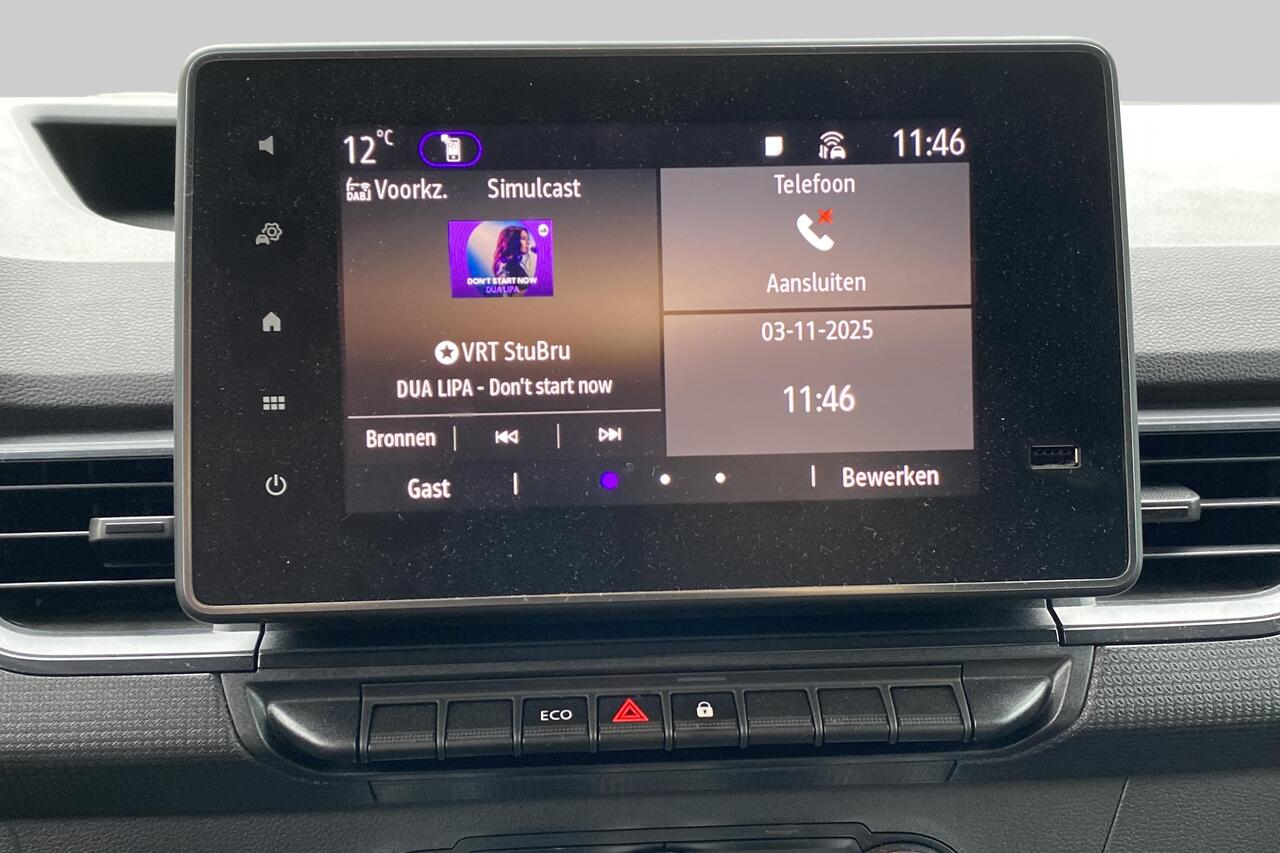 12°C
11:46
DAB Voorkz. Simulcast
DON'T START NOW
DUA LIPA
VRT StuBru
DUA LIPA - Don't start now
Bronnen
Telefoon
Aansluiten
03-11-2025
11:46
Gast
Bewerken
ECO